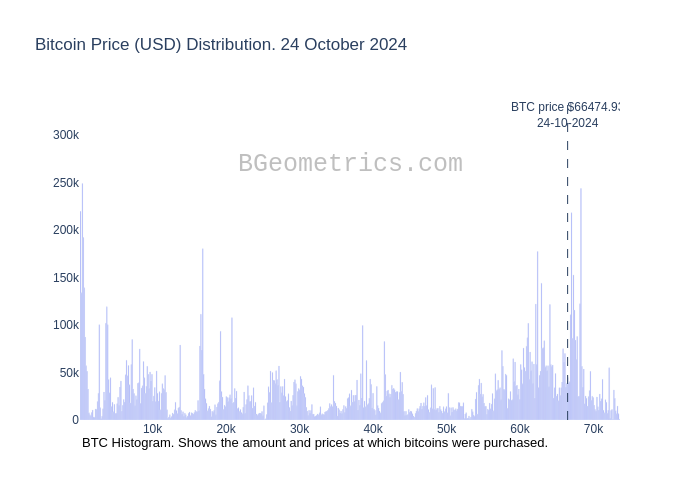 Bitcoin Price (USD) Distribution. 24 October 2024
BTC price $66474.93
24-10-2024
BGeometrics.com
300k
250k
200k
150k
100k
50k
0
10k 20k 30k 40k 50k 60k 70k
BTC Histogram. Shows the amount and prices at which bitcoins were purchased.